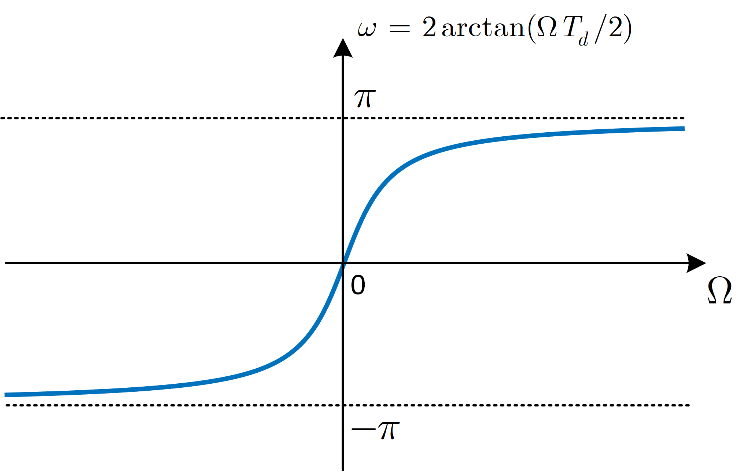 ω = 2 arctan(Ω T_d /2)
π
0
Ω
−π